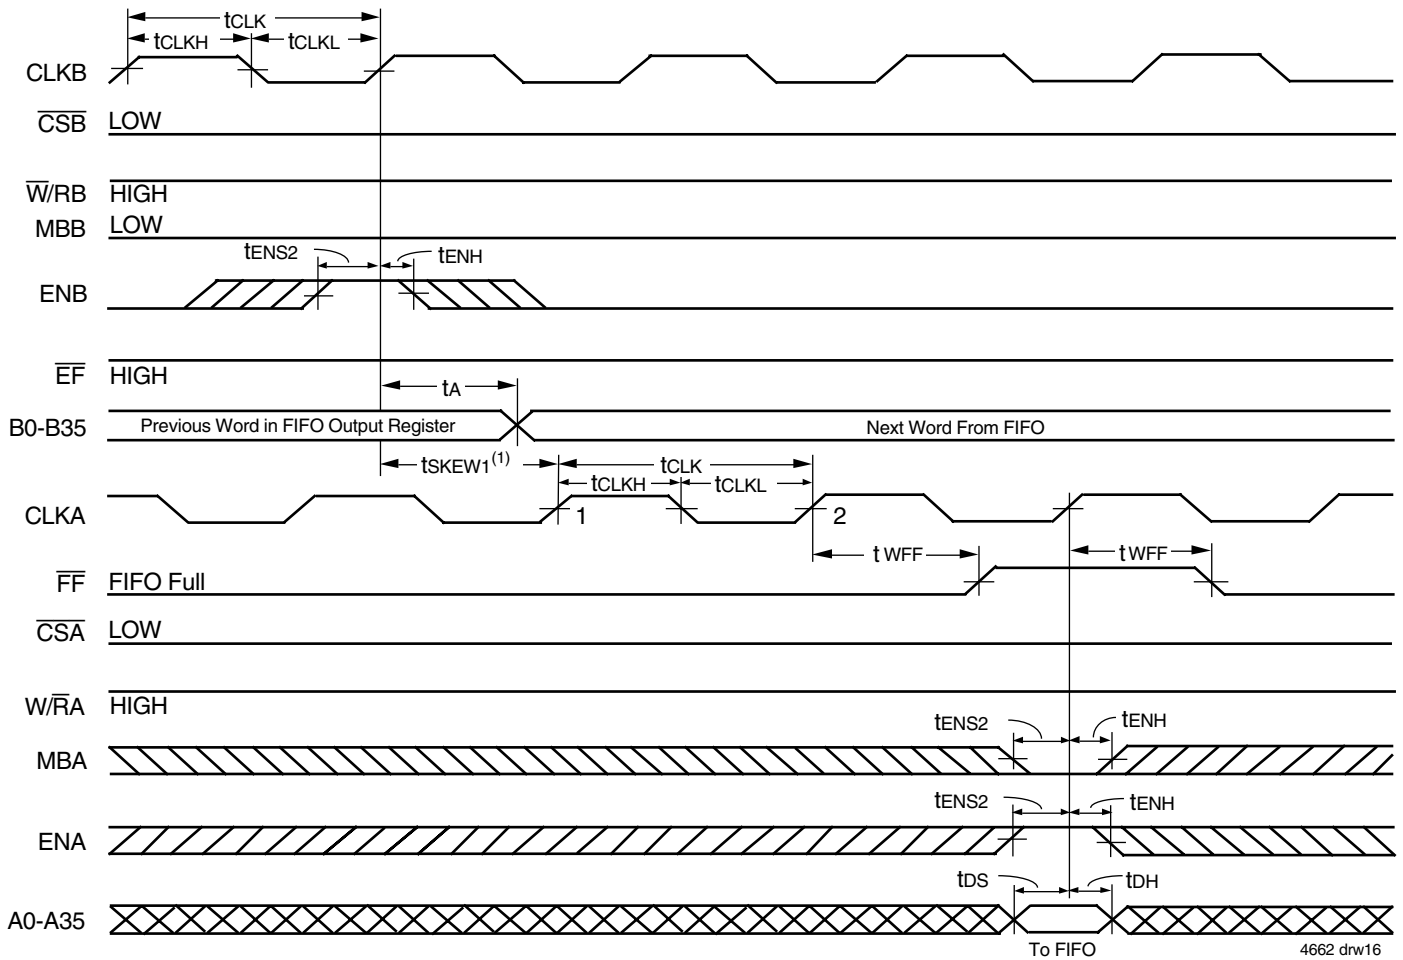 tCLK
tCLKH tCLKL
CLKB
CSB LOW
W/RB HIGH
MBB LOW
tENS2 tENH
ENB
EF HIGH
tA
B0-B35 Previous Word in FIFO Output Register Next Word From FIFO
tSKEW1(1) tCLK
tCLKH tCLKL
CLKA 1 2
tWFF tWFF
FF FIFO Full
CSA LOW
W/RA HIGH
tENS2 tENH
MBA
tENS2 tENH
ENA
tDS tDH
A0-A35
To FIFO 4662 drw16